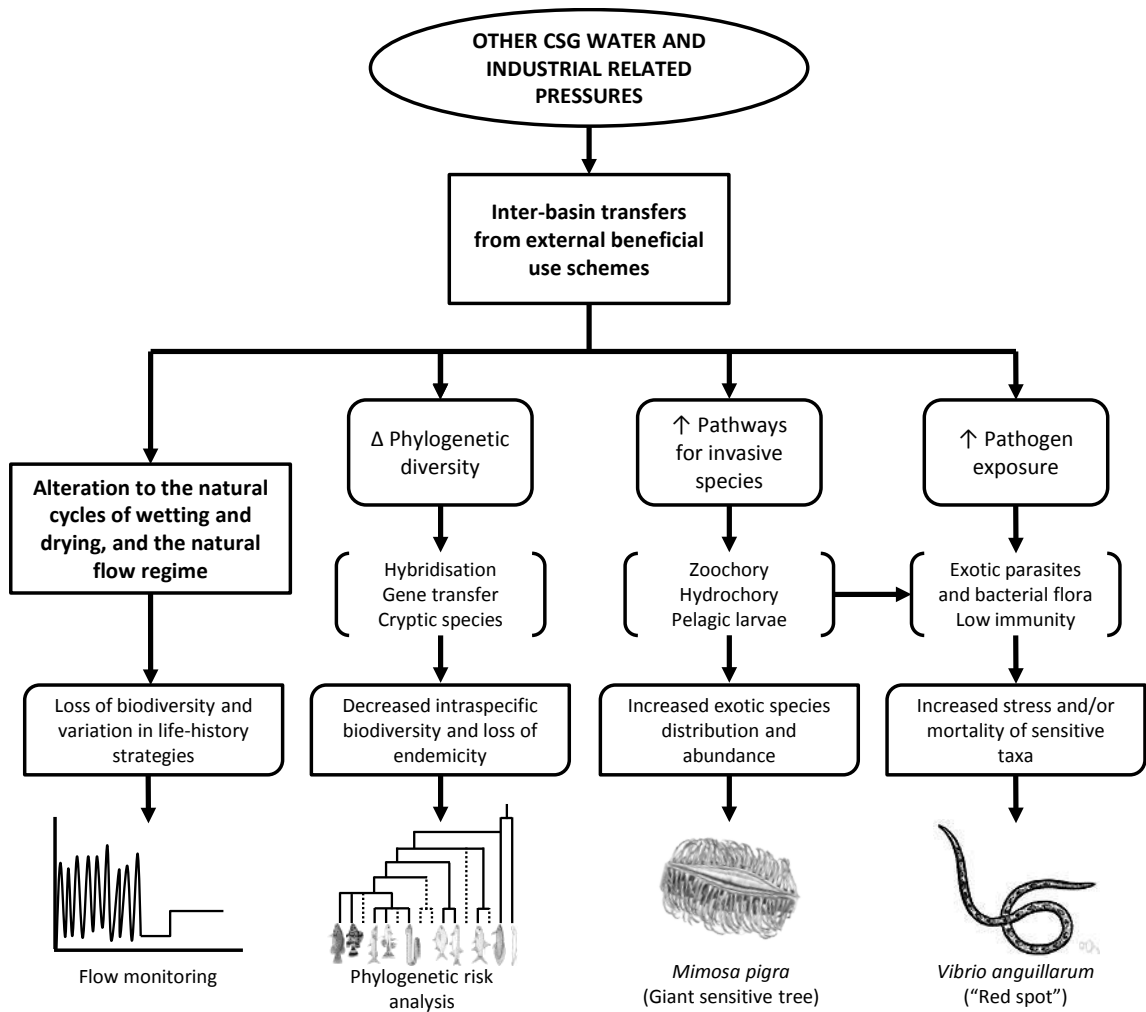 OTHER CSG WATER AND
INDUSTRIAL RELATED
PRESSURES
Inter-basin transfers
from external beneficial
use schemes
Alteration to the natural
cycles of wetting and
drying, and the natural
flow regime
Δ Phylogenetic
diversity
↑ Pathways
for invasive
species
↑ Pathogen
exposure
Hybridisation
Gene transfer
Cryptic species
Zoochory
Hydrochory
Pelagic larvae
Exotic parasites
and bacterial flora
Low immunity
Loss of biodiversity and
variation in life-history
strategies
Decreased intraspecific
biodiversity and loss of
endemicity
Increased exotic species
distribution and
abundance
Increased stress and/or
mortality of sensitive
taxa
Flow monitoring
Phylogenetic risk
analysis
Mimosa pigra
(Giant sensitive tree)
Vibrio anguillarum
(“Red spot”)